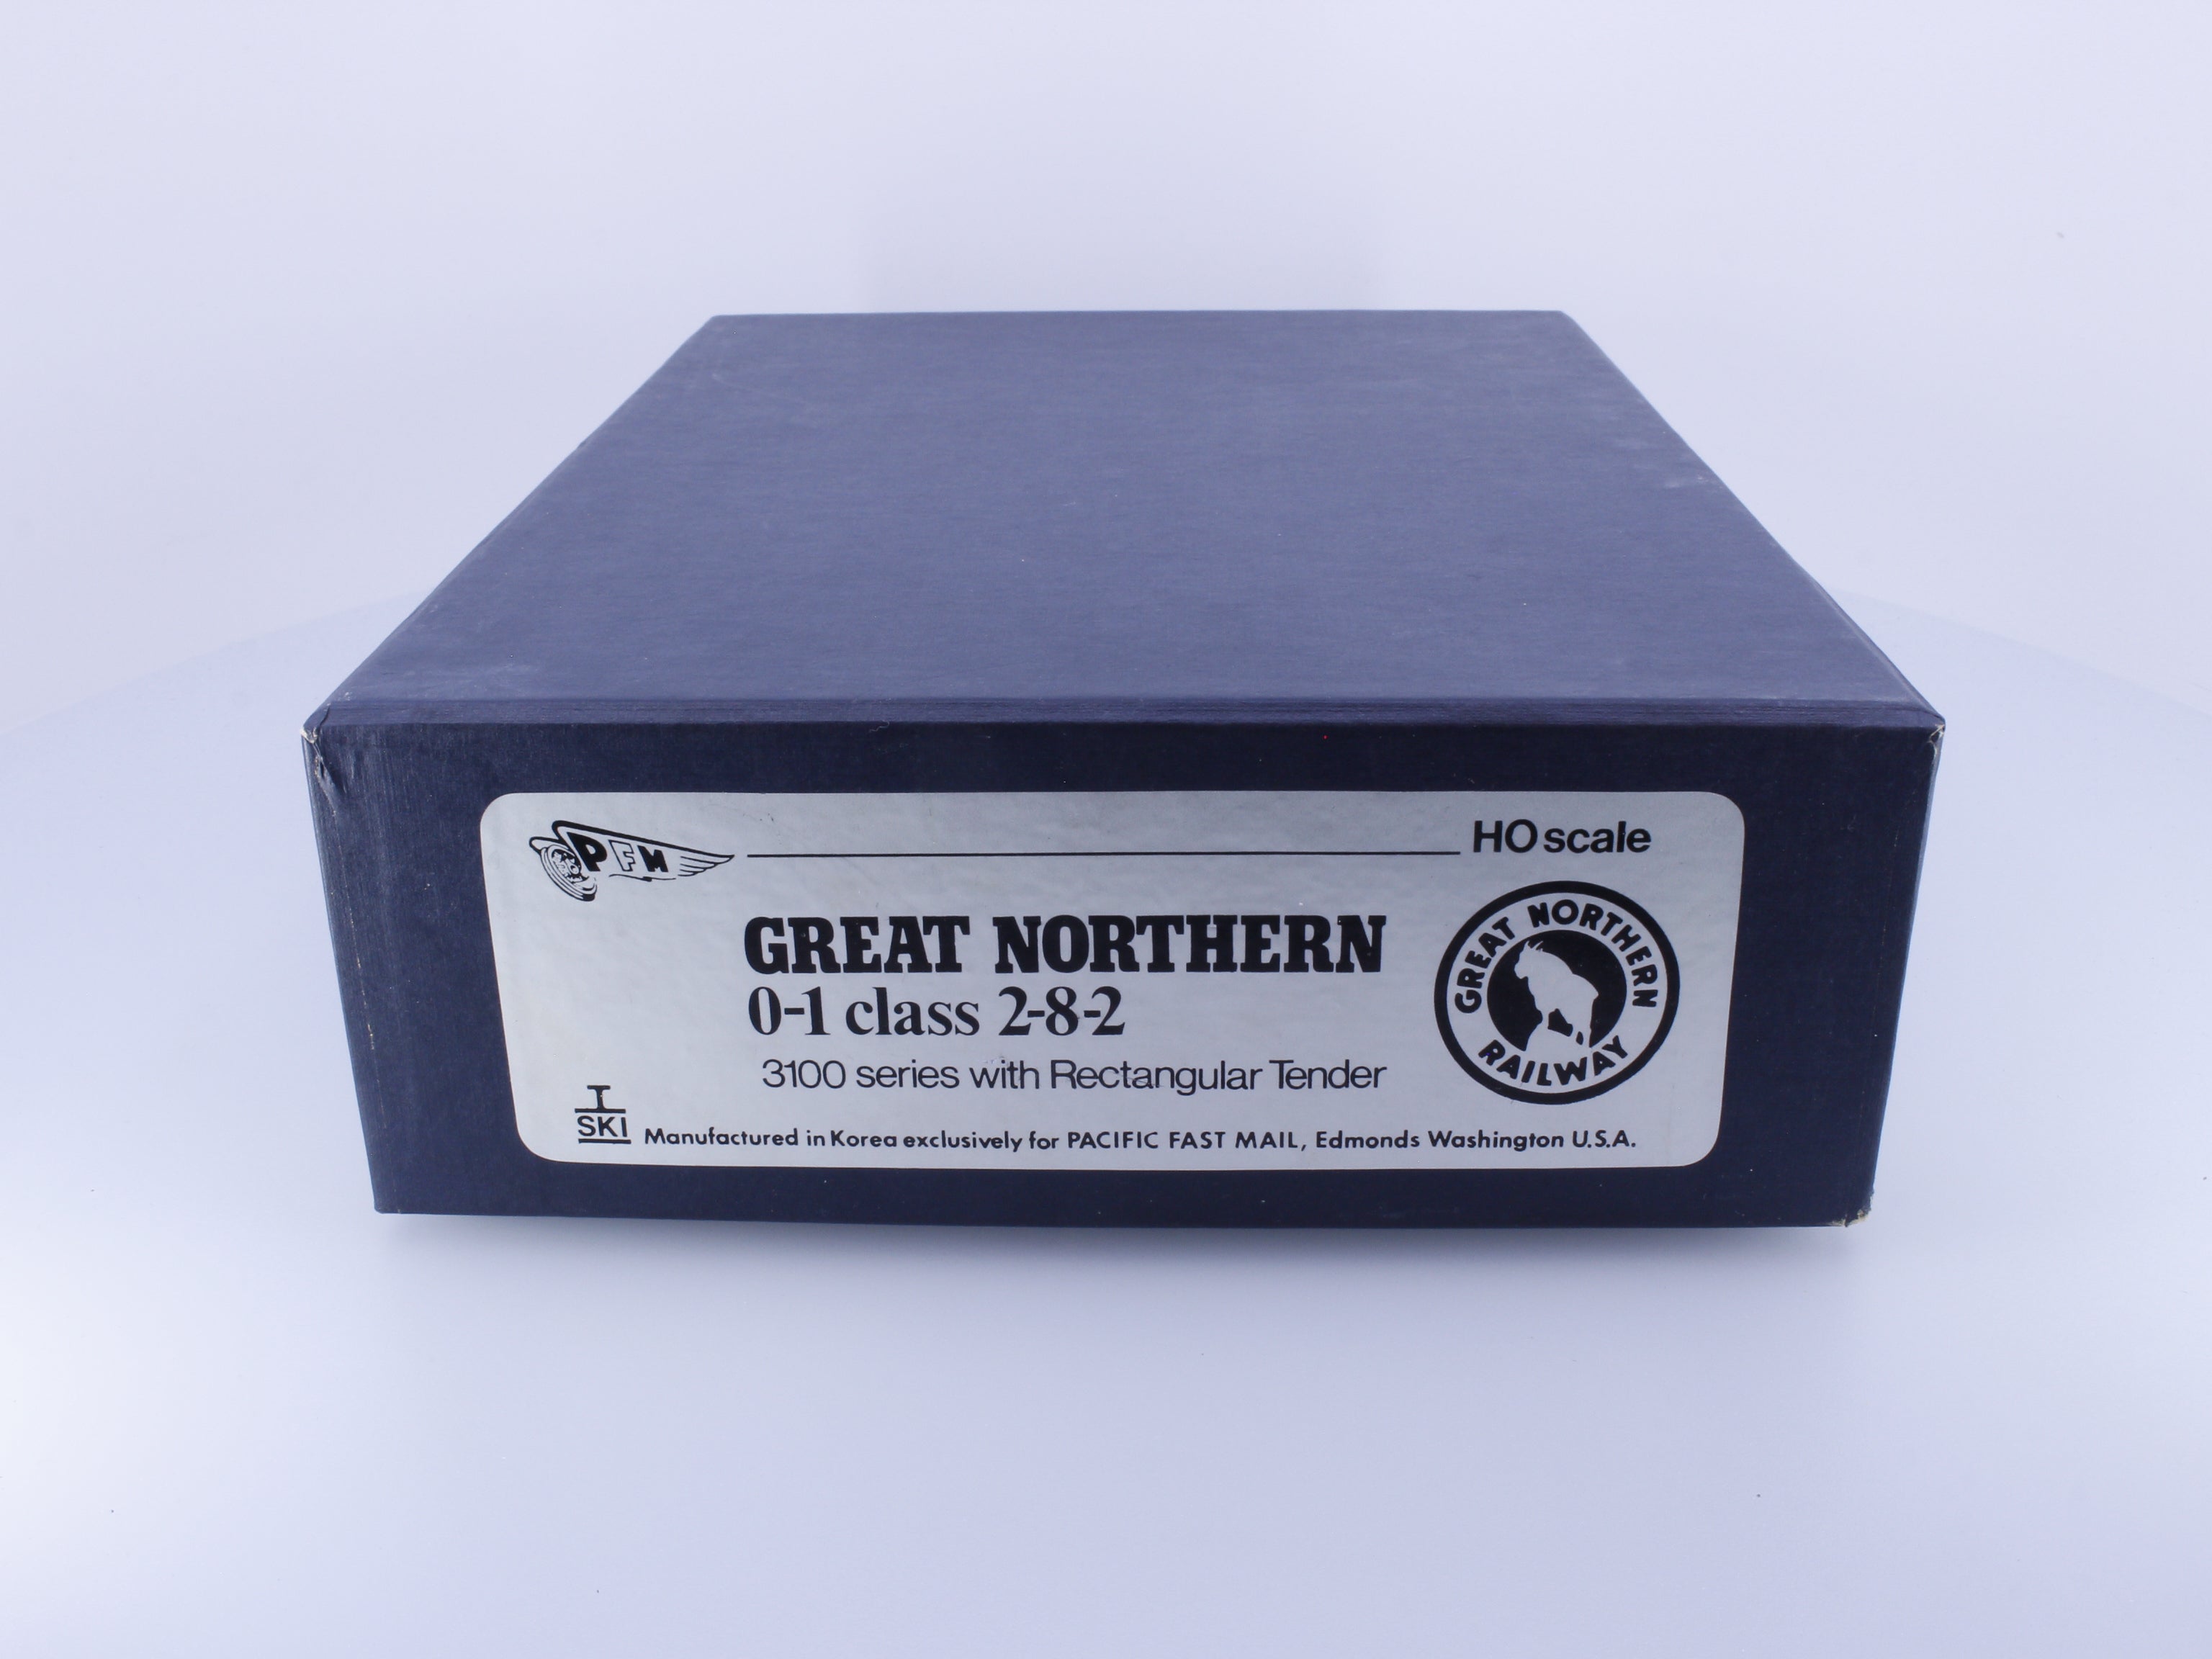 PFM
HO scale
GREAT NORTHERN
0-1 class 2-8-2
3100 series with Rectangular Tender
GREAT NORTHERN
RAILWAY
SKI
Manufactured in Korea exclusively for PACIFIC FAST MAIL, Edmonds Washington U.S.A.